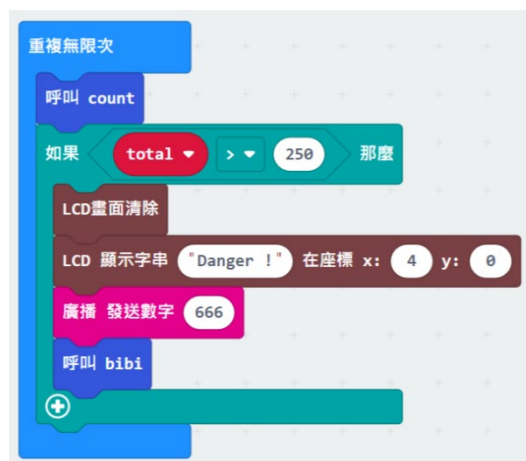 重複無限次
呼叫 count
如果 total > 250 那麼
LCD畫面清除
LCD 顯示字串 "Danger !" 在座標 x: 4 y: 0
廣播 發送數字 666
呼叫 bibi